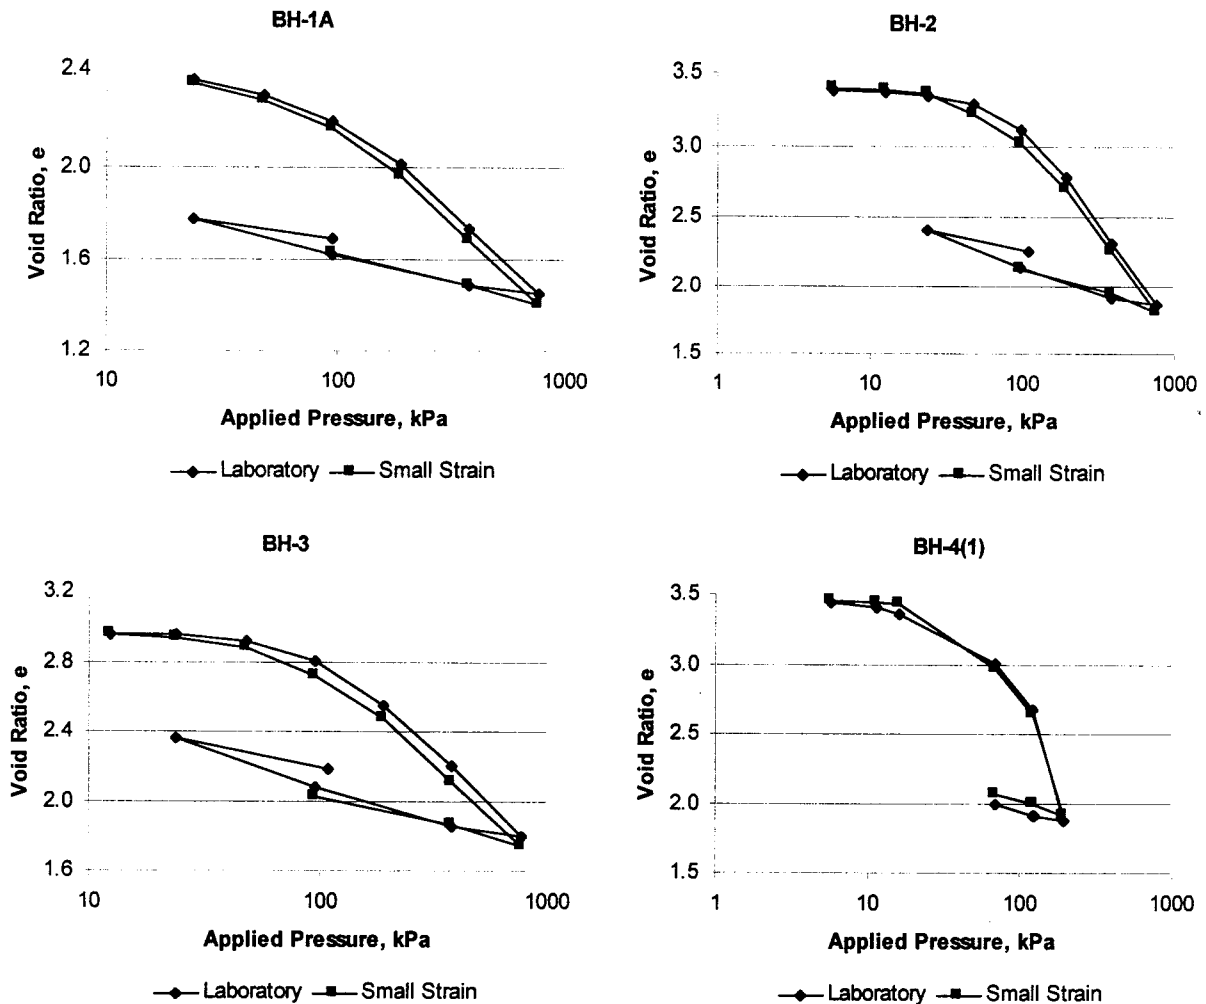 BH-1A
2.4
2.0
1.6
1.2
Void Ratio, e
10 100 1000
Applied Pressure, kPa
Laboratory Small Strain
BH-2
3.5
3.0
2.5
2.0
1.5
Void Ratio, e
1 10 100 1000
Applied Pressure, kPa
Laboratory Small Strain
BH-3
3.2
2.8
2.4
2.0
1.6
Void Ratio, e
10 100 1000
Applied Pressure, kPa
Laboratory Small Strain
BH-4(1)
3.5
3.0
2.5
2.0
1.5
Void Ratio, e
1 10 100 1000
Applied Pressure, kPa
Laboratory Small Strain